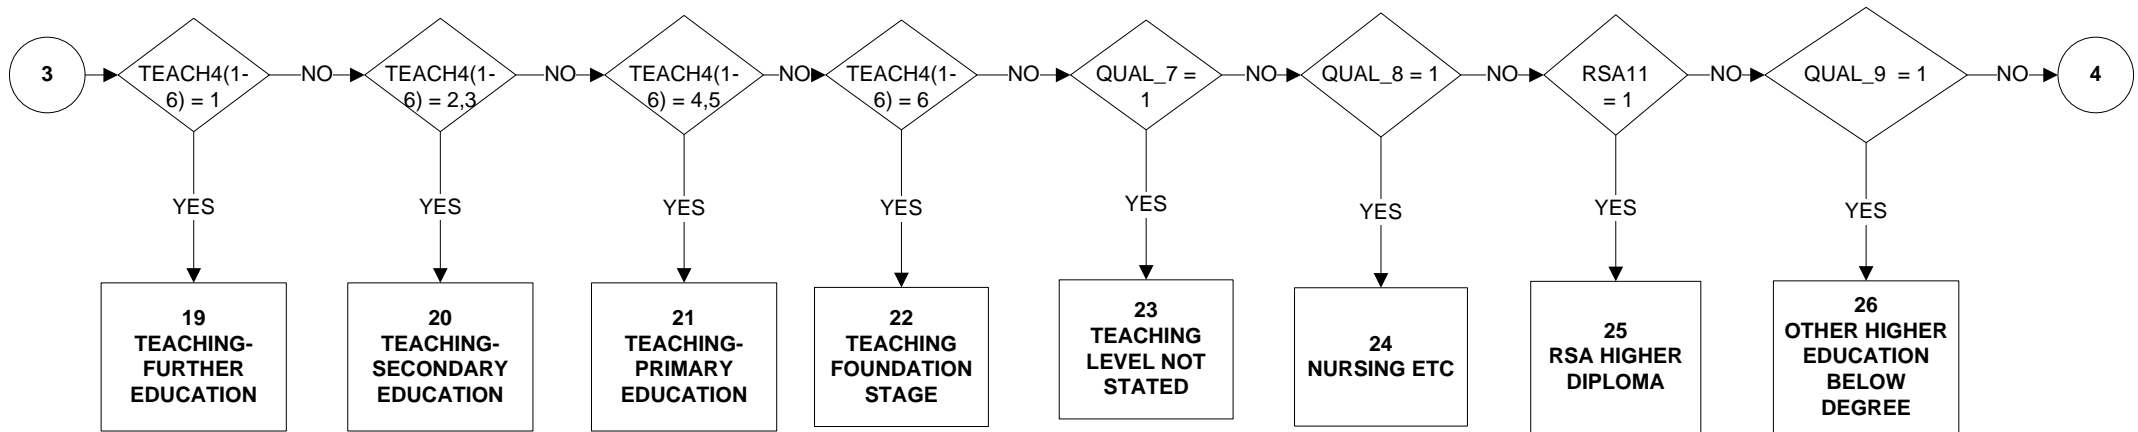 3
TEACH4(1-
6) = 1
NO
TEACH4(1-
6) = 2,3
NO
TEACH4(1-
6) = 4,5
NO
TEACH4(1-
6) = 6
NO
QUAL_7 =
1
NO
QUAL_8 = 1
NO
RSA11
= 1
NO
QUAL_9 = 1
NO
4
YES
YES
YES
YES
YES
YES
YES
YES
19
TEACHING-
FURTHER
EDUCATION
20
TEACHING-
SECONDARY
EDUCATION
21
TEACHING-
PRIMARY
EDUCATION
22
TEACHING
FOUNDATION
STAGE
23
TEACHING
LEVEL NOT
STATED
24
NURSING ETC
25
RSA HIGHER
DIPLOMA
26
OTHER HIGHER
EDUCATION
BELOW
DEGREE